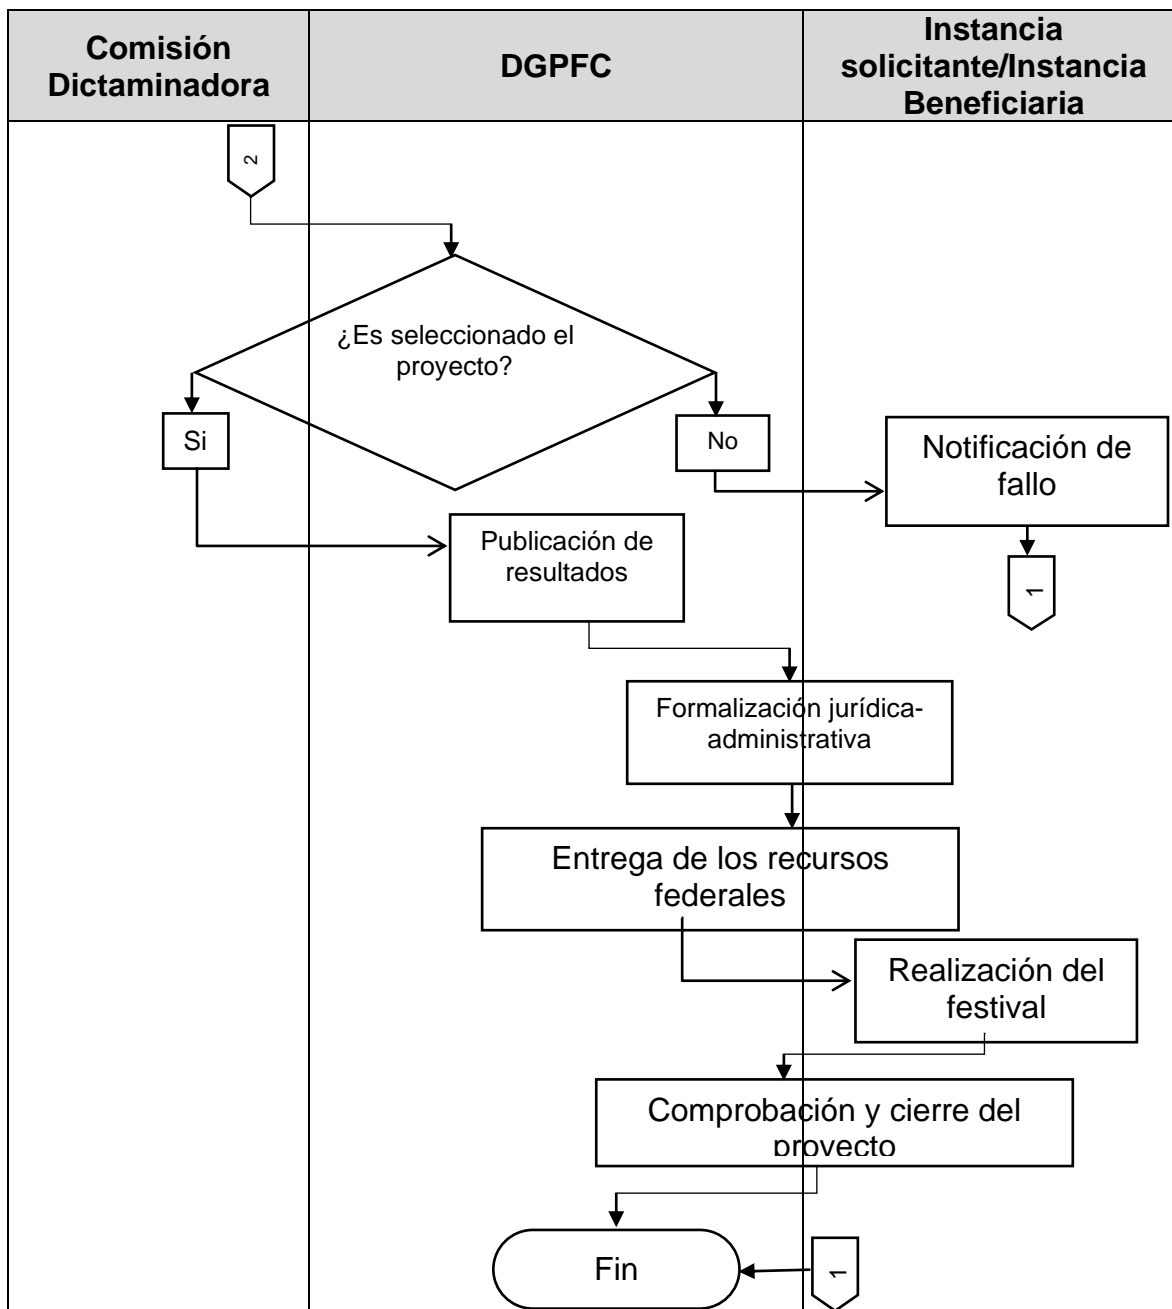 Comisión
Dictaminadora
DGPFC
Instancia
solicitante/Instancia
Beneficiaria
2
¿Es seleccionado el
proyecto?
Si
No
Notificación de
fallo
Publicación de
resultados
1
Formalización jurídica-
administrativa
Entrega de los recursos
federales
Realización del
festival
Comprobación y cierre del
proyecto
Fin
1